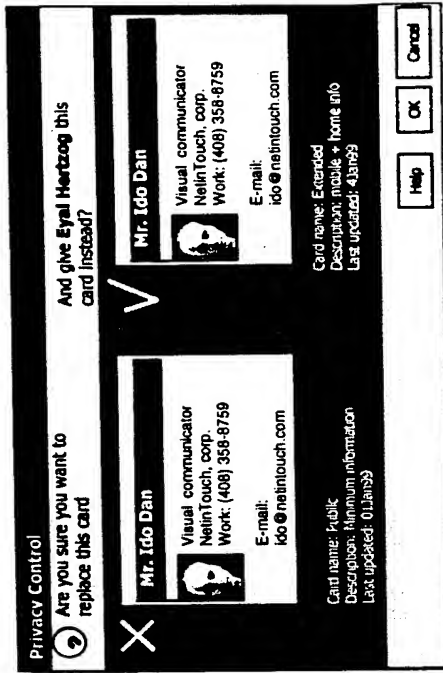 Privacy Control
Are you sure you want to
replace this card
And give Eyal Hertzog this
card instead?
Mr. Ido Dan
Visual communicator
NetinTouch, corp.
Work: (408) 358-8759
E-mail:
ido@netintouch.com
Card name: Public
Description: Minimum information
Last updated: 01Jan99
Mr. Ido Dan
Visual communicator
NetinTouch, corp.
Work: (408) 358-8759
E-mail:
ido@netintouch.com
Card name: Extended
Description: mobile + home info
Last updated: 4Jan99
Help
OK
Cancel